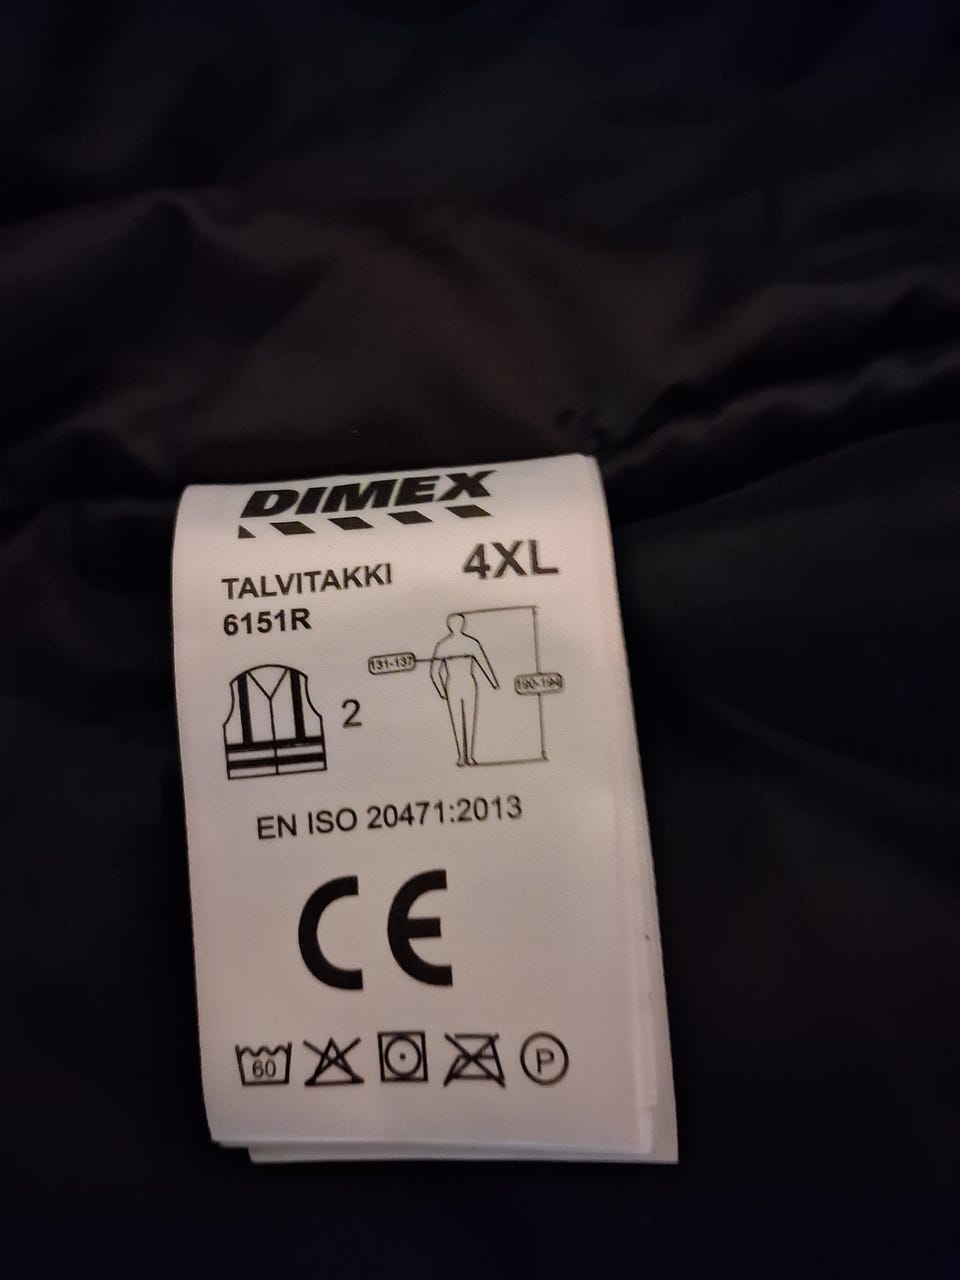 DIMEX
TALVITAKKI 4XL
6151R
131-137
190-194
2
EN ISO 20471:2013
CE
60
P